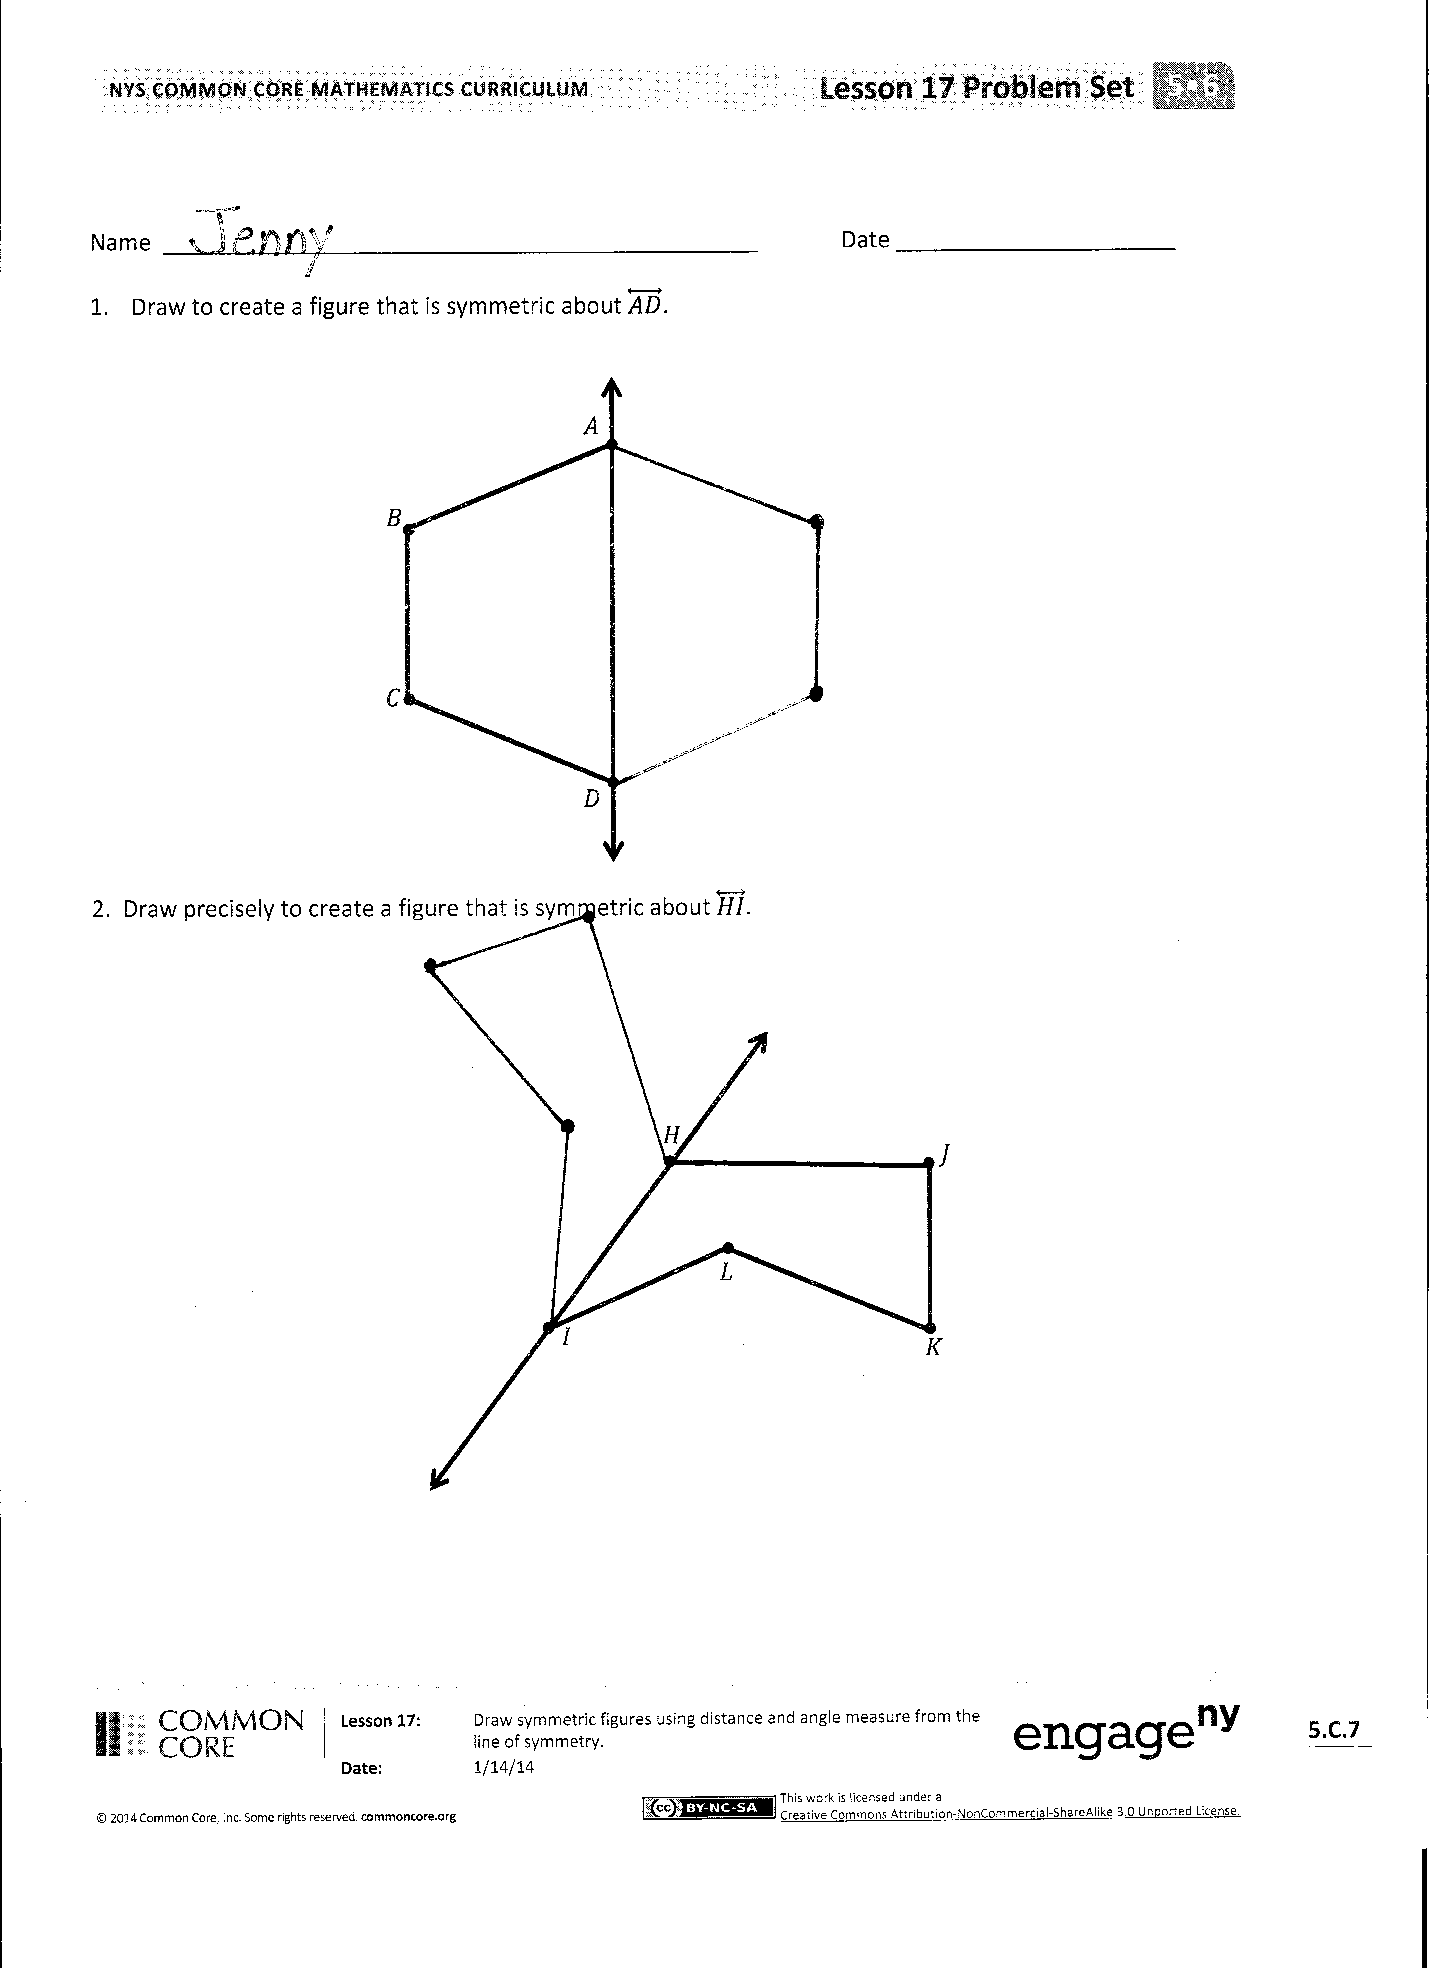 NYS COMMON CORE MATHEMATICS CURRICULUM
Lesson 17 Problem Set 5•6
Name Jenny Date
1. Draw to create a figure that is symmetric about AD.
A
B
C
D
2. Draw precisely to create a figure that is symmetric about HI.
H
J
L
I
K
COMMON CORE
Lesson 17: Draw symmetric figures using distance and angle measure from the
line of symmetry.
Date: 1/14/14
engageny
5.C.7
© 2014 Common Core, Inc. Some rights reserved. commoncore.org
(cc) BY-NC-SA
This work is licensed under a
Creative Commons Attribution-NonCommercial-ShareAlike 3.0 Unported License.